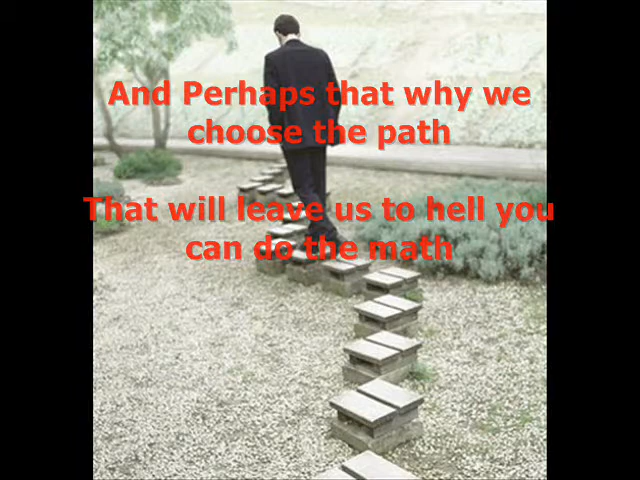 And Perhaps that why we
choose the path
That will leave us to hell you
can do the math